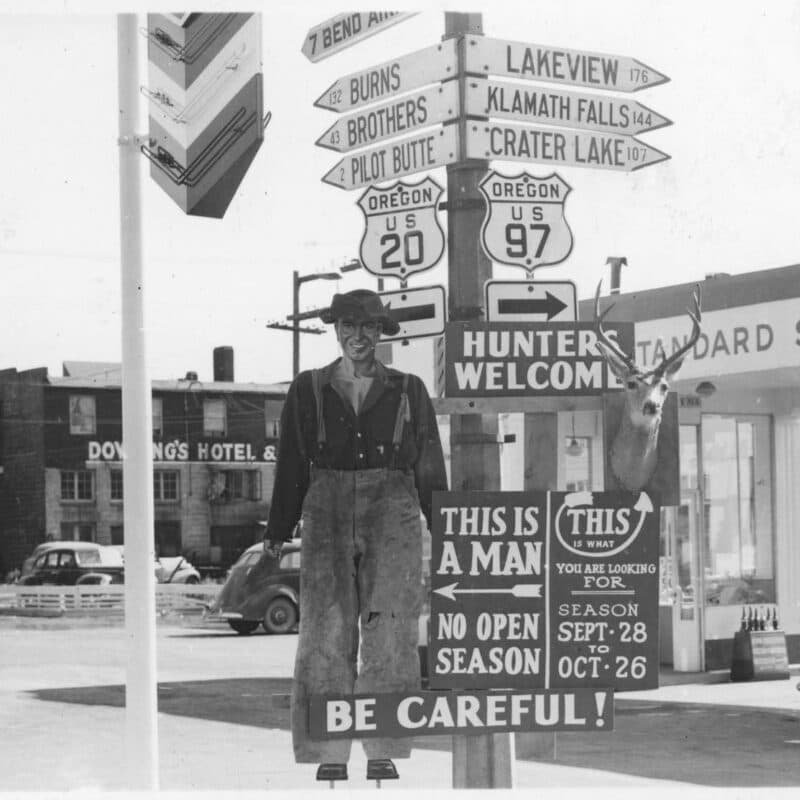 7 BEND
132 BURNS
43 BROTHERS
2 PILOT BUTTE
LAKEVIEW 176
KLAMATH FALLS 144
CRATER LAKE 107
OREGON
US
20
OREGON
US
97
HUNTERS
WELCOME
TANDARD S
HOTEL &
THIS IS
A MAN
NO OPEN
SEASON
THIS
IS WHAT
YOU ARE LOOKING
FOR
SEASON
SEPT · 28
TO
OCT · 26
BE CAREFUL!